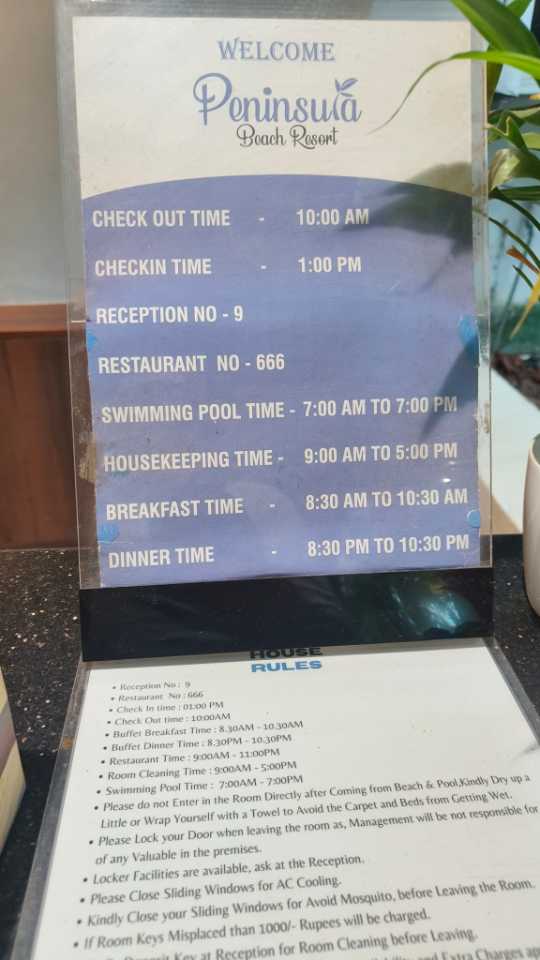 WELCOME
Peninsula
Beach Resort
CHECK OUT TIME - 10:00 AM
CHECKIN TIME - 1:00 PM
RECEPTION NO - 9
RESTAURANT NO - 666
SWIMMING POOL TIME - 7:00 AM TO 7:00 PM
HOUSEKEEPING TIME - 9:00 AM TO 5:00 PM
BREAKFAST TIME - 8:30 AM TO 10:30 AM
DINNER TIME - 8:30 PM TO 10:30 PM
HOUSE
RULES
• Reception No : 9
• Restaurant No : 666
• Check In time : 01:00 PM
• Check Out time : 10:00AM
• Buffet Breakfast Time : 8.30AM - 10.30AM
• Buffet Dinner Time : 8.30PM - 10.30PM
• Restaurant Time : 9:00AM - 11:00PM
• Room Cleaning Time : 9:00AM - 5:00PM
• Swimming Pool Time : 7:00AM - 7:00PM
• Please do not Enter in the Room Directly after Coming from Beach & Pool.Kindly Dry up a
Little or Wrap Yourself with a Towel to Avoid the Carpet and Beds from Getting Wet.
• Please Lock your Door when leaving the room as, Management will be not responsible for
of any Valuable in the premises.
• Locker Facilities are available, ask at the Reception.
• Please Close Sliding Windows for AC Cooling.
• Kindly Close your Sliding Windows for Avoid Mosquito, before Leaving the Room.
• If Room Keys Misplaced than 1000/- Rupees will be charged.
Deposit Key at Reception for Room Cleaning before Leaving.
and Extra Charges